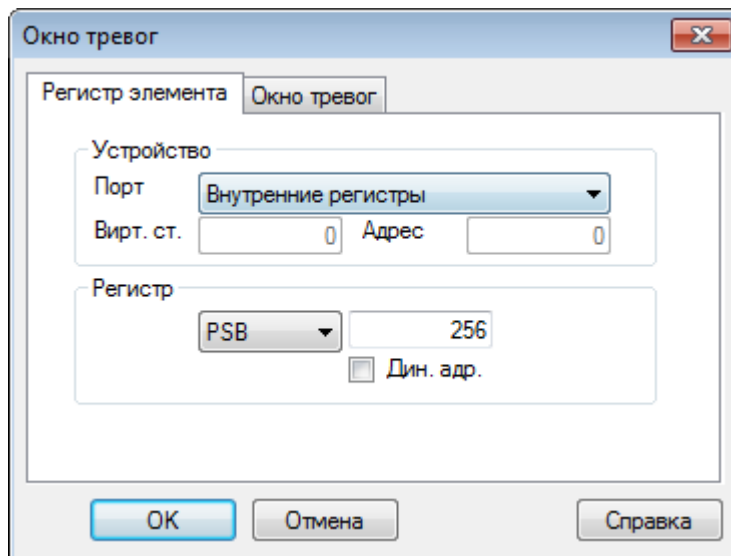 Окно тревог
Регистр элемента Окно тревог
Устройство
Порт Внутренние регистры
Вирт. ст. 0 Адрес 0
Регистр
PSB 256
Дин. адр.
OK Отмена Справка